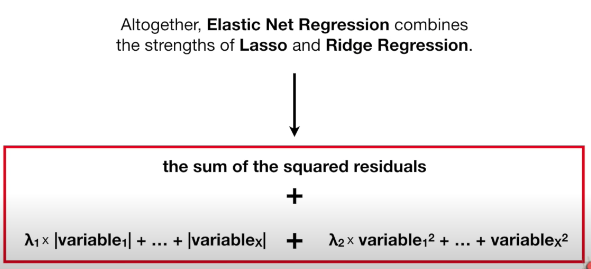 Altogether, Elastic Net Regression combines
the strengths of Lasso and Ridge Regression.
the sum of the squared residuals
+
λ₁ × |variable₁| + … + |variableₓ| + λ₂ × variable₁² + … + variableₓ²